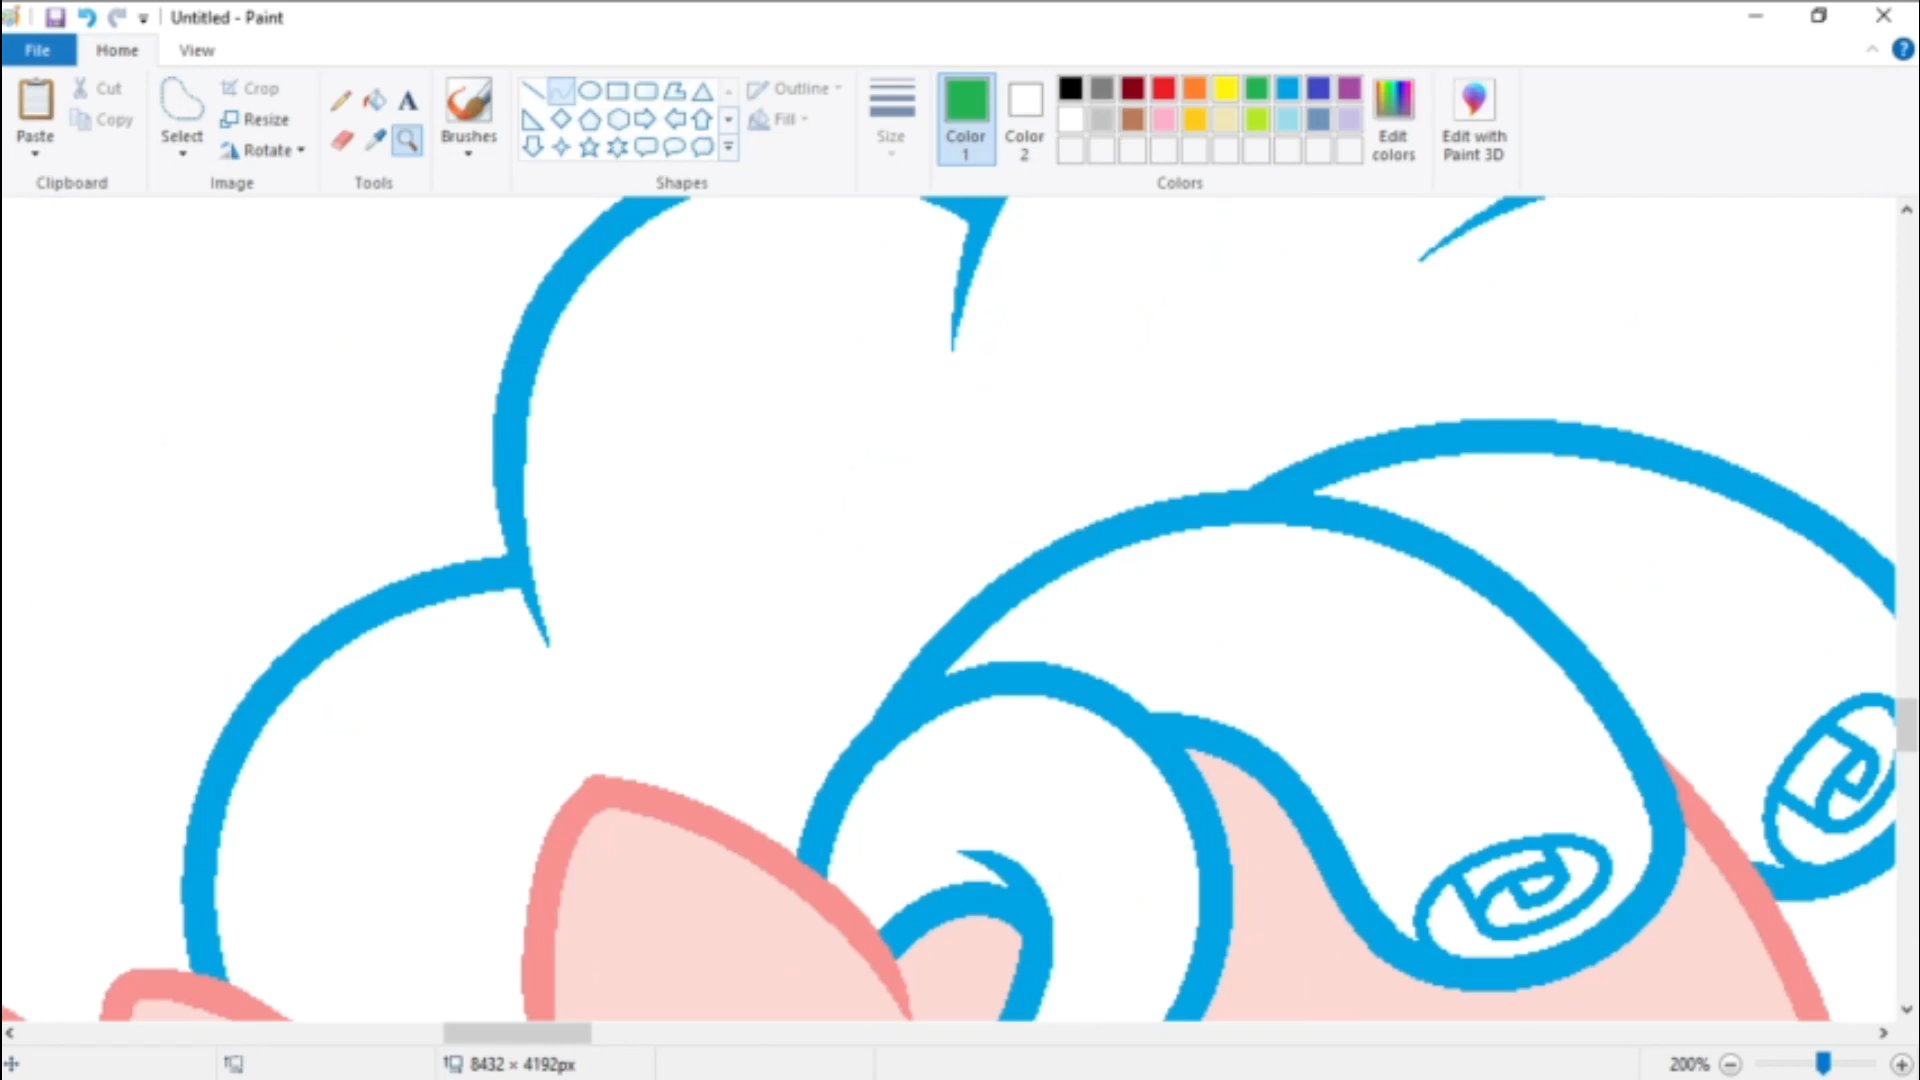 Untitled - Paint
File Home View
Paste Cut Copy
Clipboard
Select Crop Resize Rotate
Image
A
Tools
Brushes
Shapes
Outline
Fill
Size
Color 1
Color 2
Edit colors
Colors
Edit with Paint 3D
?
8432 × 4192px
200%